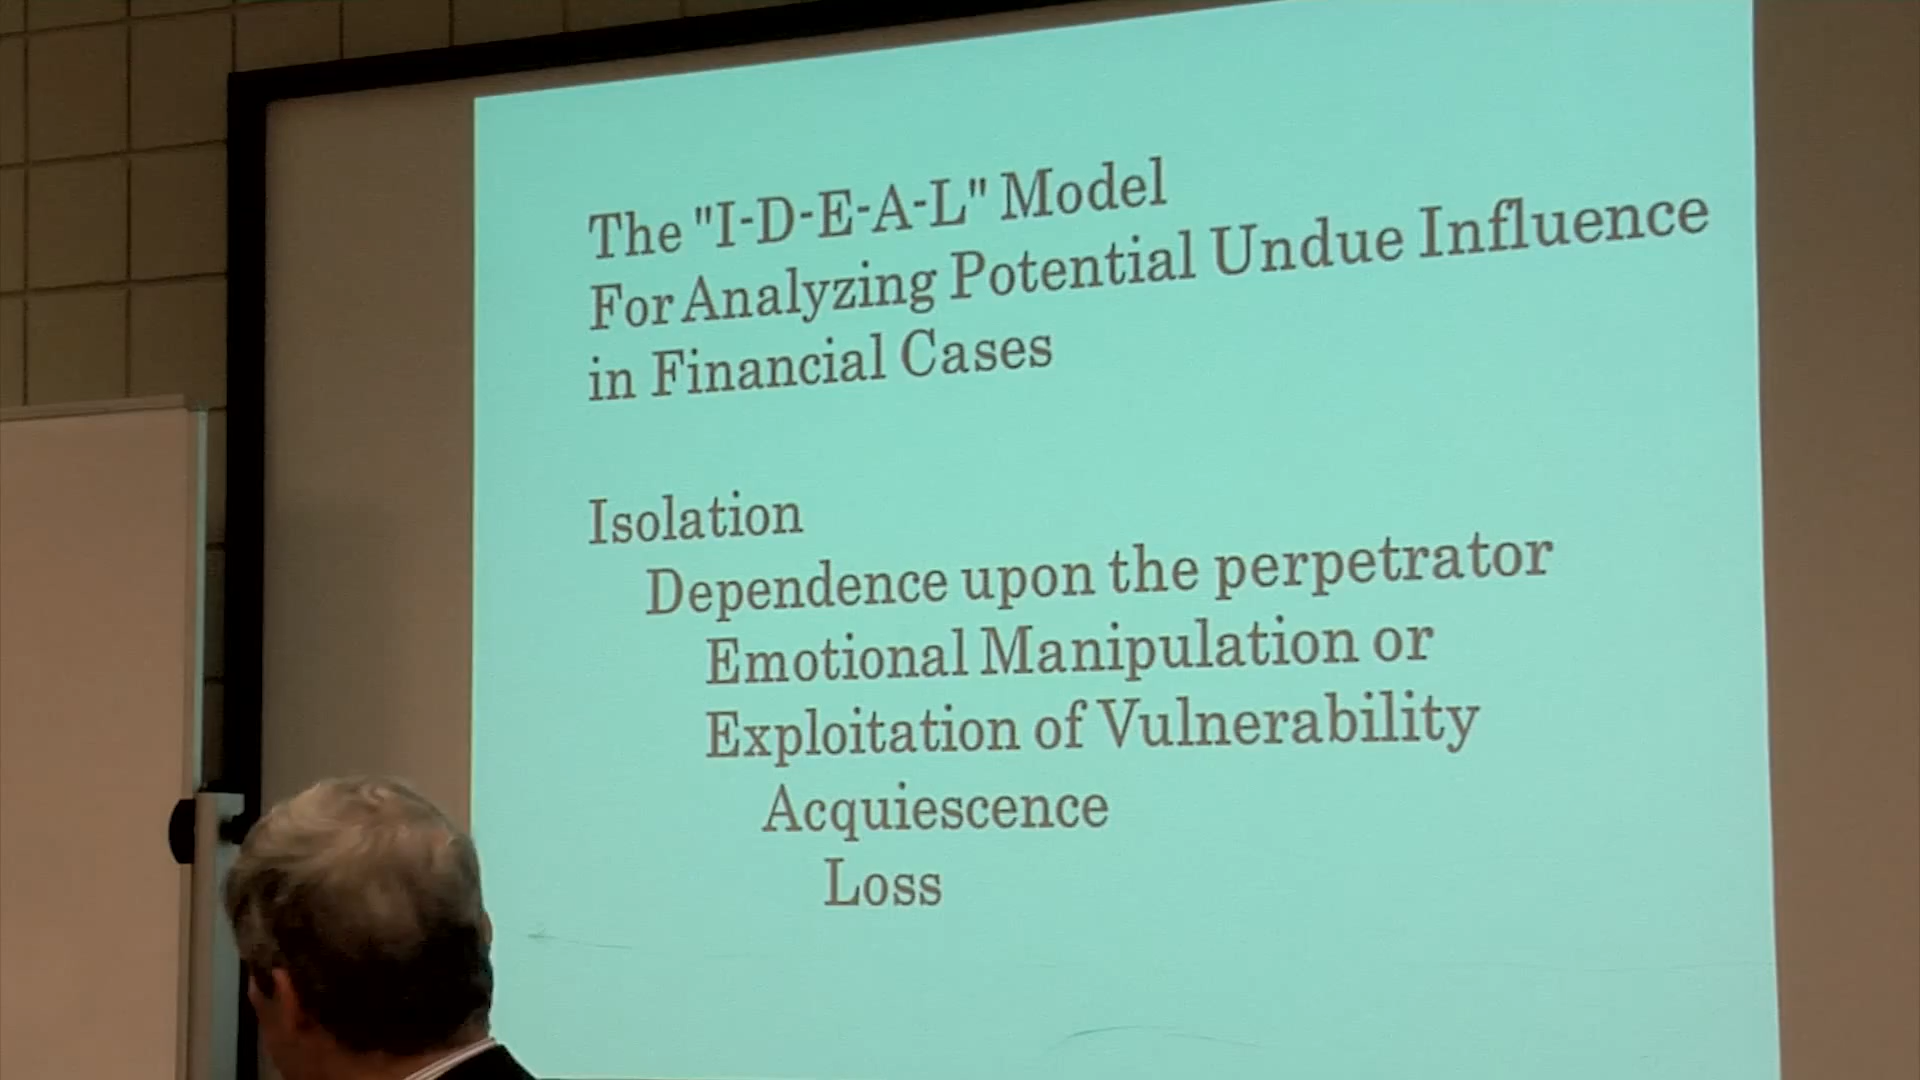 The "I-D-E-A-L" Model
For Analyzing Potential Undue Influence
in Financial Cases
Isolation
Dependence upon the perpetrator
Emotional Manipulation or
Exploitation of Vulnerability
Acquiescence
Loss